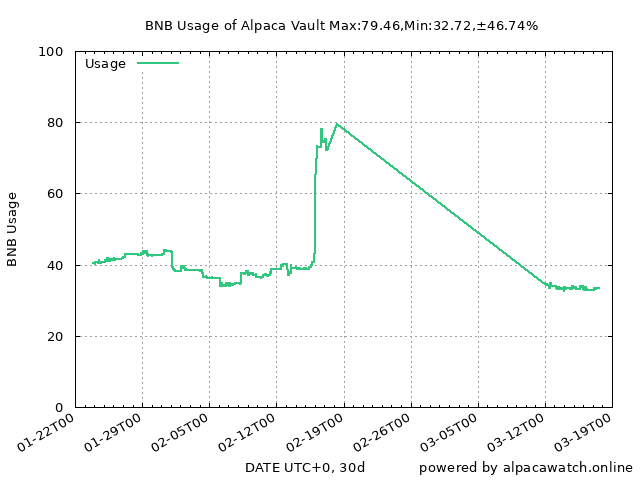 BNB Usage of Alpaca Vault Max:79.46,Min:32.72,±46.74%
Usage
BNB Usage
100
80
60
40
20
0
01-22T00
01-29T00
02-05T00
02-12T00
02-19T00
02-26T00
03-05T00
03-12T00
03-19T00
DATE UTC+0, 30d
powered by alpacawatch.online